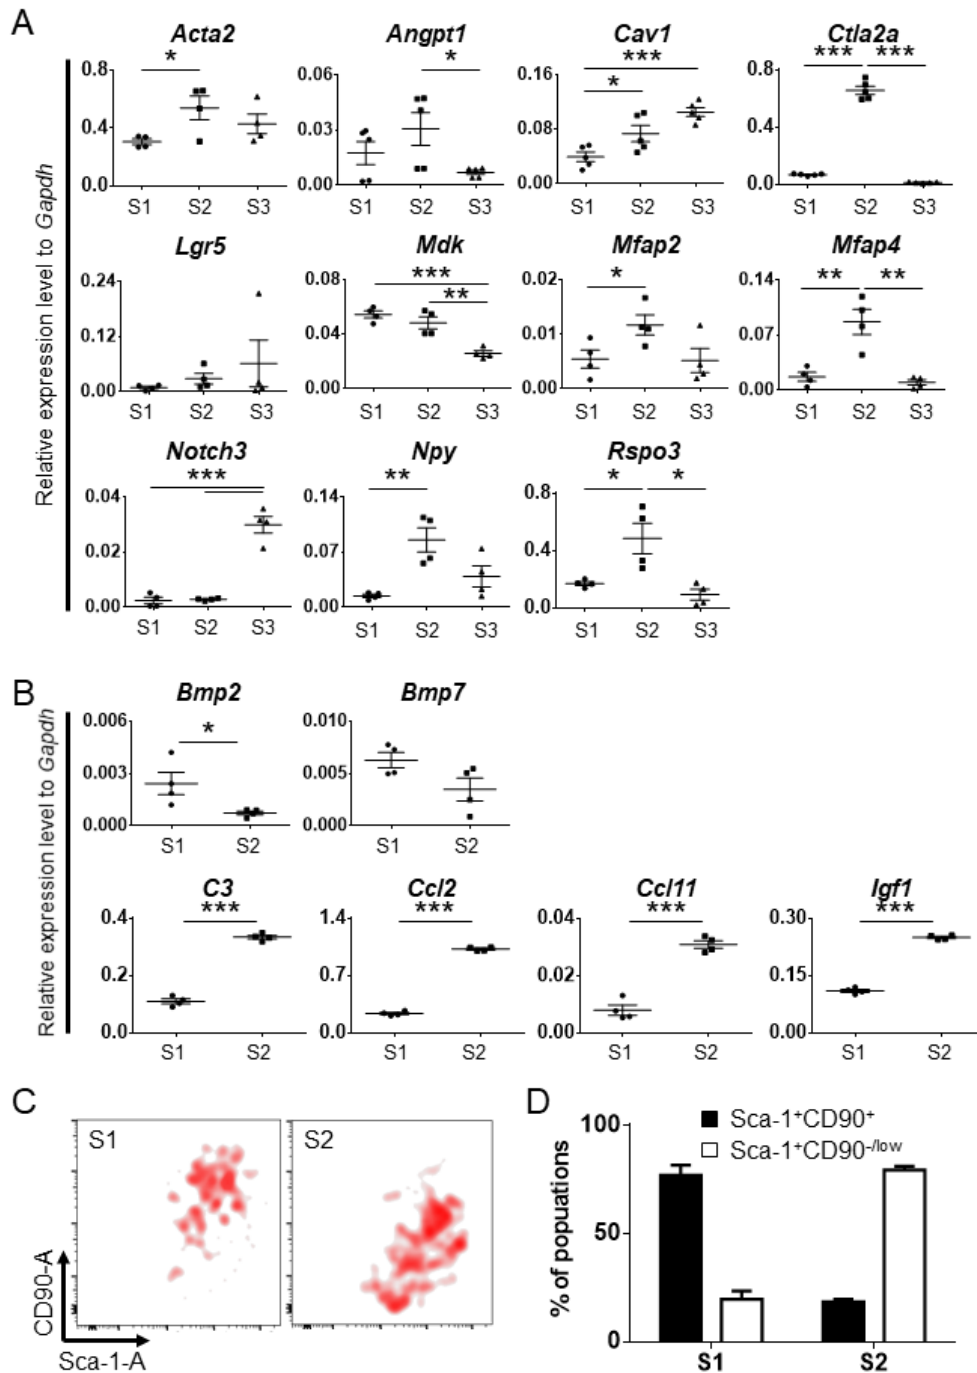 A
Relative expression level to Gapdh
Acta2
*
0.8
0.4
0.0
S1 S2 S3
Angpt1
*
0.06
0.03
0.00
S1 S2 S3
Cav1
***
*
0.16
0.08
0.00
S1 S2 S3
Ctla2a
*** ***
0.8
0.4
0.0
S1 S2 S3
Lgr5
0.24
0.12
0.00
S1 S2 S3
Mdk
***
**
0.08
0.04
0.00
S1 S2 S3
Mfap2
*
0.02
0.01
0.00
S1 S2 S3
Mfap4
** **
0.14
0.07
0.00
S1 S2 S3
Notch3
***
0.04
0.02
0.00
S1 S2 S3
Npy
**
0.14
0.07
0.00
S1 S2 S3
Rspo3
* *
0.8
0.4
0.0
S1 S2 S3
B
Relative expression level to Gapdh
Bmp2
*
0.006
0.003
0.000
S1 S2
Bmp7
0.010
0.005
0.000
S1 S2
C3
***
0.4
0.2
0.0
S1 S2
Ccl2
***
1.4
0.7
0.0
S1 S2
Ccl11
***
0.04
0.02
0.00
S1 S2
Igf1
***
0.30
0.15
0.00
S1 S2
C
S1
S2
CD90-A
Sca-1-A
D
Sca-1⁺CD90⁺
Sca-1⁺CD90⁻/ˡᵒʷ
% of popuations
100
50
0
S1 S2